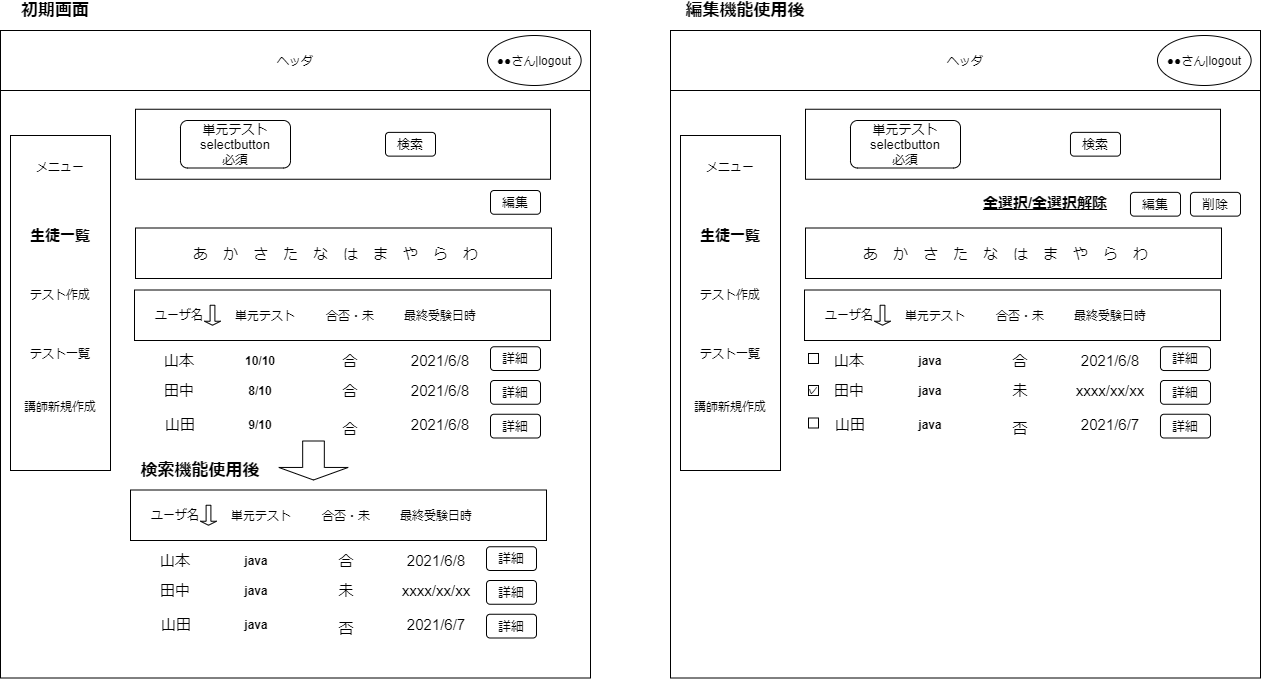 初期画面
ヘッダ
●●さん|logout
単元テスト
selectbutton
必須
検索
編集
メニュー
生徒一覧
テスト作成
テスト一覧
講師新規作成
あ か さ た な は ま や ら わ
ユーザ名 単元テスト 合否・未 最終受験日時
山本 10/10 合 2021/6/8 詳細
田中 8/10 合 2021/6/8 詳細
山田 9/10 合 2021/6/8 詳細
検索機能使用後
ユーザ名 単元テスト 合否・未 最終受験日時
山本 java 合 2021/6/8 詳細
田中 java 未 xxxx/xx/xx 詳細
山田 java 否 2021/6/7 詳細
編集機能使用後
ヘッダ
●●さん|logout
単元テスト
selectbutton
必須
検索
全選択/全選択解除 編集 削除
メニュー
生徒一覧
テスト作成
テスト一覧
講師新規作成
あ か さ た な は ま や ら わ
ユーザ名 単元テスト 合否・未 最終受験日時
山本 java 合 2021/6/8 詳細
田中 java 未 xxxx/xx/xx 詳細
山田 java 否 2021/6/7 詳細